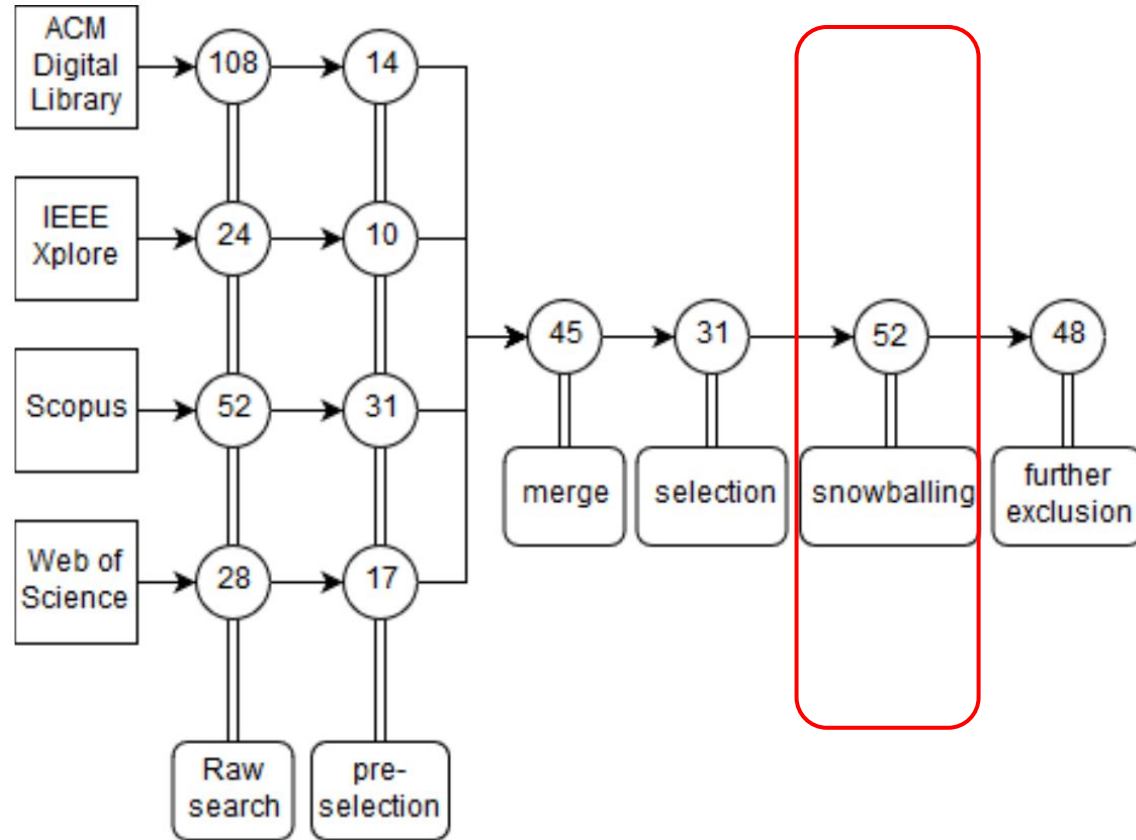 ACM
Digital
Library
108
14
IEEE
Xplore
24
10
45
31
52
48
Scopus
52
31
merge
selection
snowballing
further
exclusion
Web of
Science
28
17
Raw
search
pre-
selection